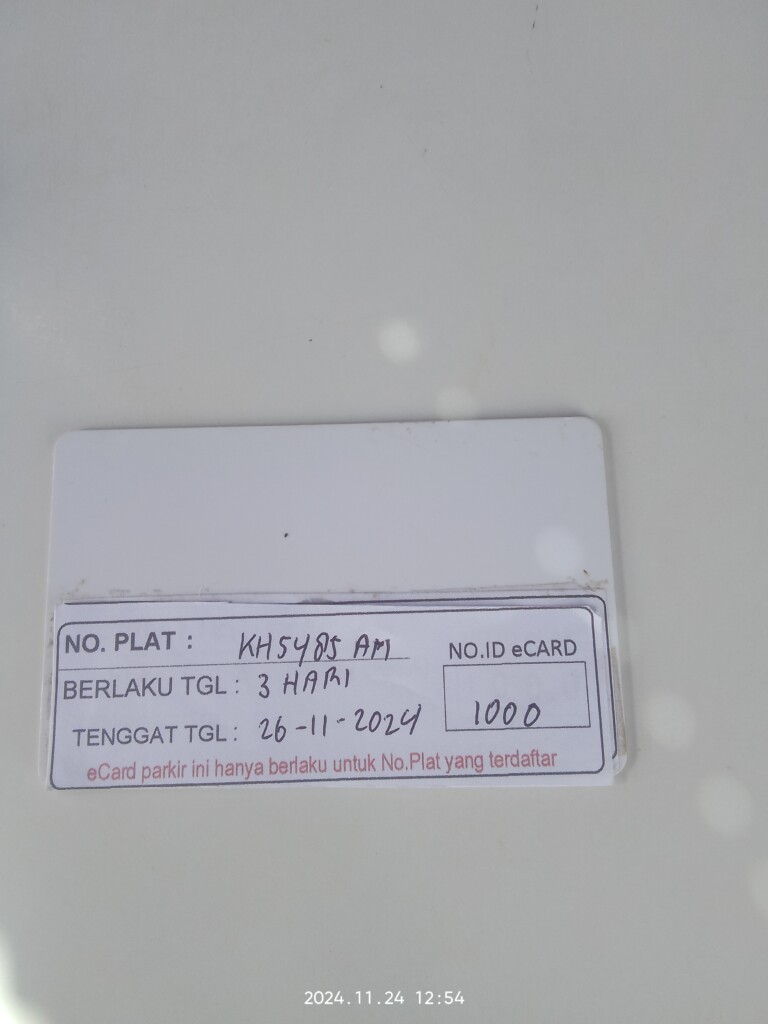 NO. PLAT : KH5485 AM
BERLAKU TGL : 3 HARI
TENGGAT TGL : 26-11-2024
NO.ID eCARD
1000
eCard parkir ini hanya berlaku untuk No.Plat yang terdaftar
2024.11.24 12:54